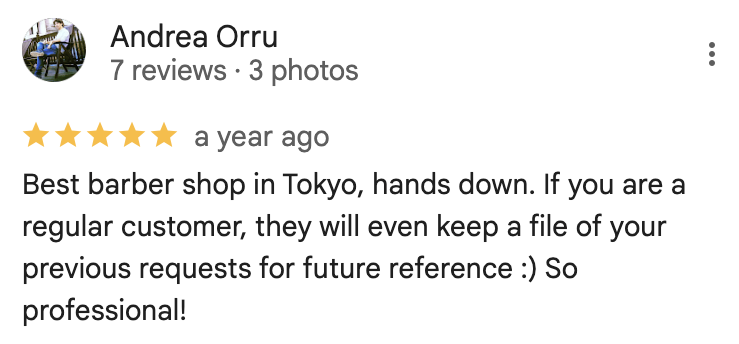 Andrea Orru
7 reviews · 3 photos
a year ago
Best barber shop in Tokyo, hands down. If you are a
regular customer, they will even keep a file of your
previous requests for future reference :) So
professional!